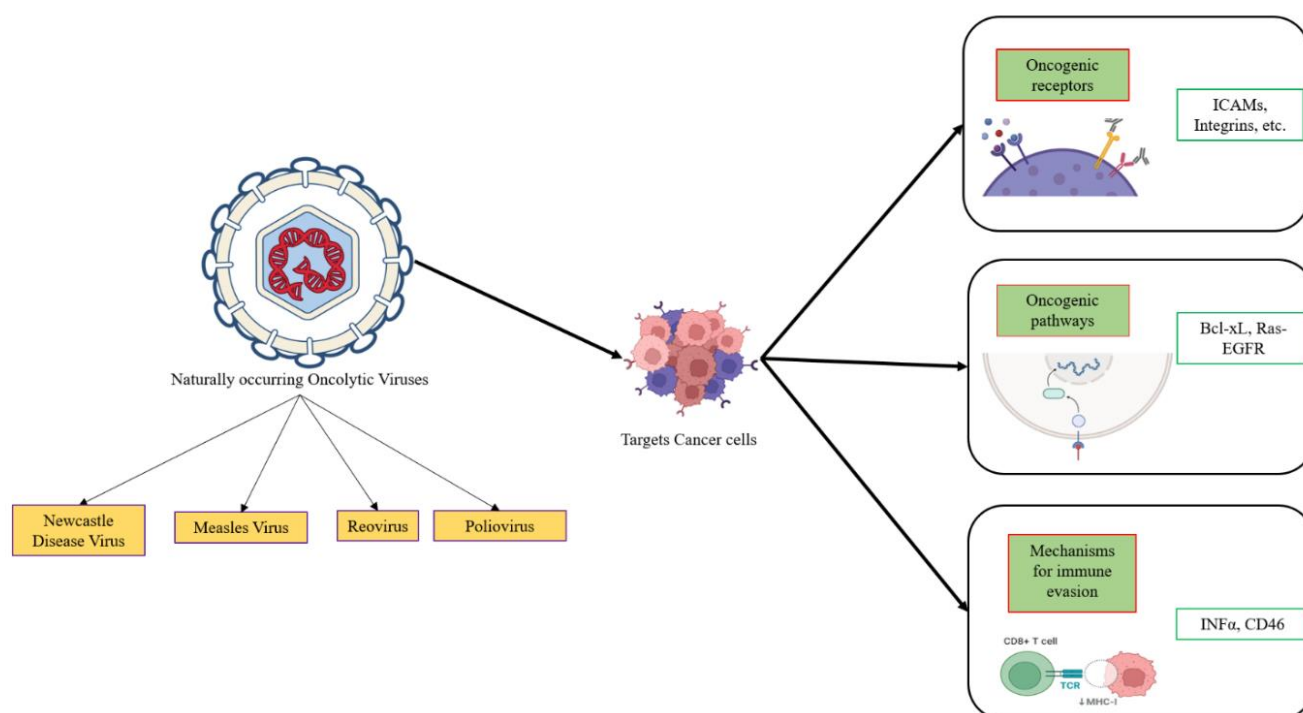 Naturally occurring Oncolytic Viruses
Newcastle
Disease Virus
Measles Virus
Reovirus
Poliovirus
Targets Cancer cells
Oncogenic
receptors
ICAMs,
Integrins, etc.
Oncogenic
pathways
Bcl-xL, Ras-
EGFR
Mechanisms
for immune
evasion
INFα, CD46
CD8+ T cell
TCR
↓MHC-I